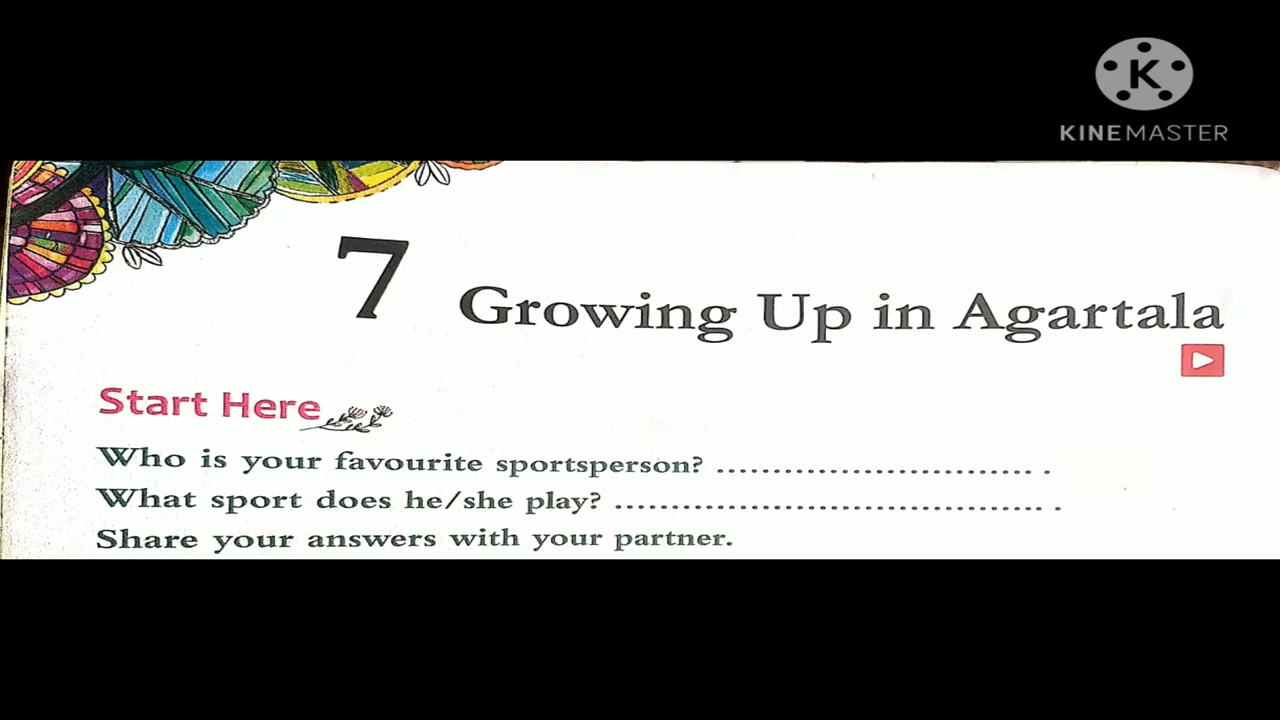 K
KINEMASTER
7 Growing Up in Agartala
Start Here
Who is your favourite sportsperson? ............................ .
What sport does he/she play? ...................................... .
Share your answers with your partner.